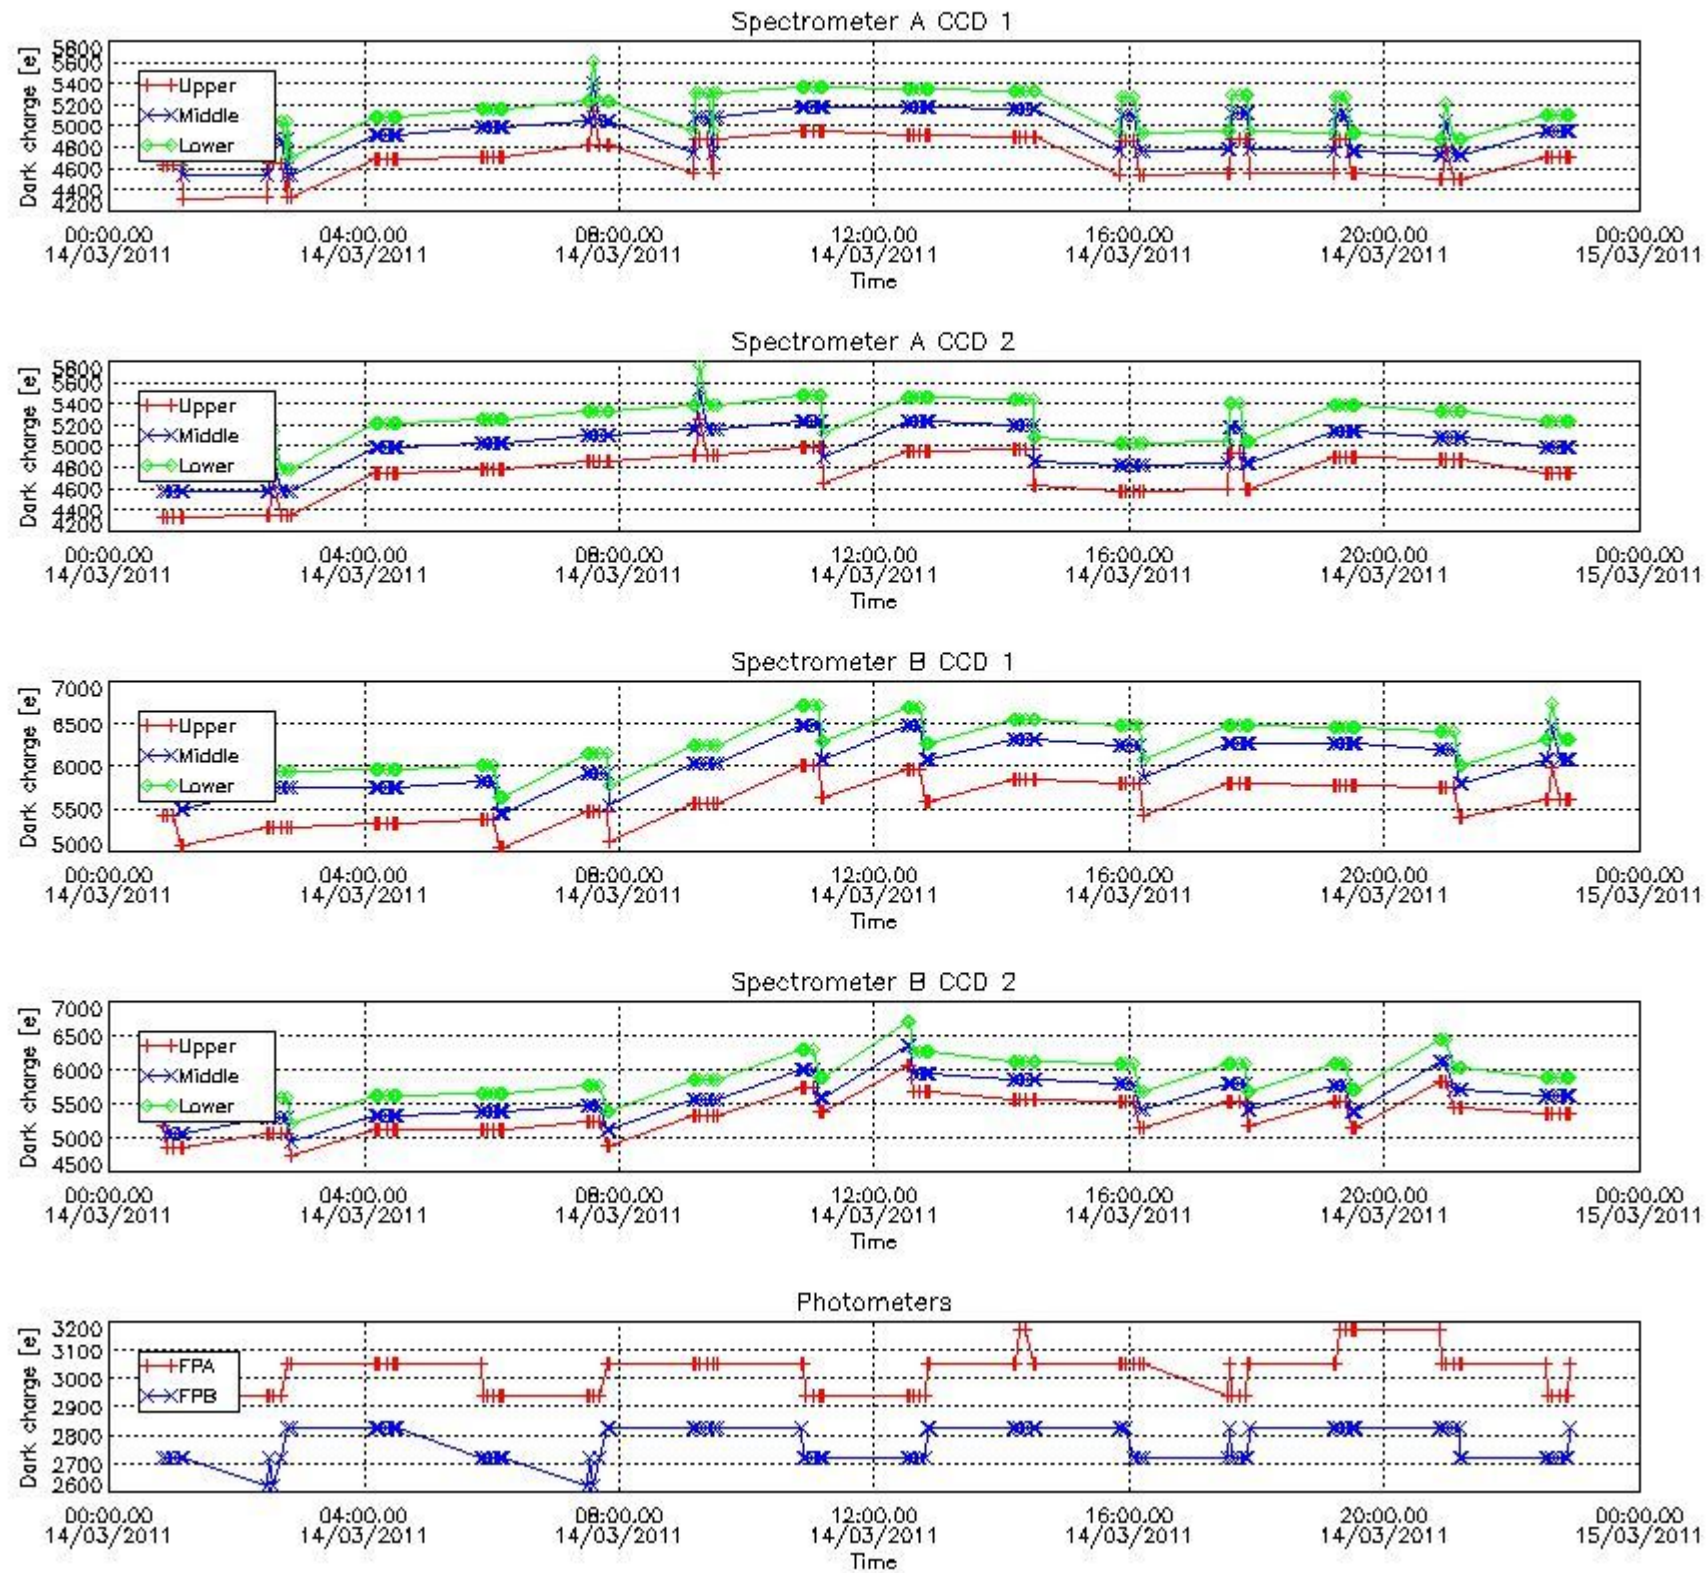 Spectrometer A CCD 1
Dark charge [e]
5800
5600
5400
5200
5000
4800
4600
4400
4200
Upper
Middle
Lower
00:00.00 04:00.00 08:00.00 12:00.00 16:00.00 20:00.00 00:00.00
14/03/2011 14/03/2011 14/03/2011 14/03/2011 14/03/2011 14/03/2011 15/03/2011
Time
Spectrometer A CCD 2
Dark charge [e]
5800
5600
5400
5200
5000
4800
4600
4400
4200
Upper
Middle
Lower
00:00.00 04:00.00 08:00.00 12:00.00 16:00.00 20:00.00 00:00.00
14/03/2011 14/03/2011 14/03/2011 14/03/2011 14/03/2011 14/03/2011 15/03/2011
Time
Spectrometer B CCD 1
Dark charge [e]
7000
6500
6000
5500
5000
Upper
Middle
Lower
00:00.00 04:00.00 08:00.00 12:00.00 16:00.00 20:00.00 00:00.00
14/03/2011 14/03/2011 14/03/2011 14/03/2011 14/03/2011 14/03/2011 15/03/2011
Time
Spectrometer B CCD 2
Dark charge [e]
7000
6500
6000
5500
5000
4500
Upper
Middle
Lower
00:00.00 04:00.00 08:00.00 12:00.00 16:00.00 20:00.00 00:00.00
14/03/2011 14/03/2011 14/03/2011 14/03/2011 14/03/2011 14/03/2011 15/03/2011
Time
Photometers
Dark charge [e]
3200
3100
3000
2900
2800
2700
2600
FPA
FPB
00:00.00 04:00.00 08:00.00 12:00.00 16:00.00 20:00.00 00:00.00
14/03/2011 14/03/2011 14/03/2011 14/03/2011 14/03/2011 14/03/2011 15/03/2011
Time